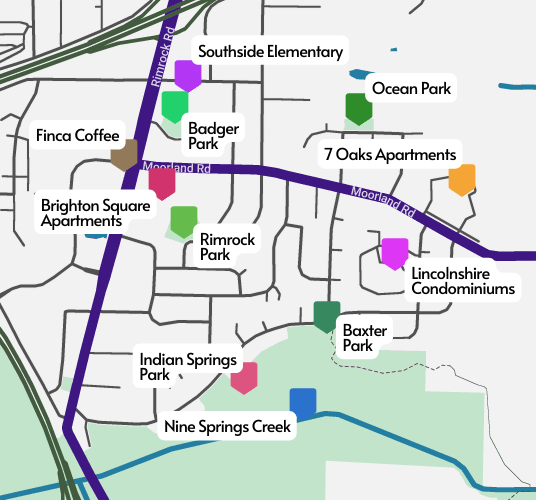 Rimrock Rd
Southside Elementary
Ocean Park
Finca Coffee
Badger
Park
7 Oaks Apartments
Moorland Rd
Moorland Rd
Brighton Square
Apartments
Rimrock
Park
Lincolnshire
Condominiums
Baxter
Park
Indian Springs
Park
Nine Springs Creek